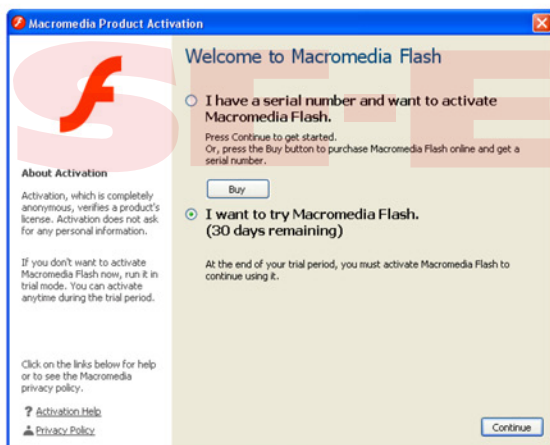 Macromedia Product Activation
Welcome to Macromedia Flash
I have a serial number and want to activate
Macromedia Flash.
Press Continue to get started.
Or, press the Buy button to purchase Macromedia Flash online and get a
serial number.
Buy
I want to try Macromedia Flash.
(30 days remaining)
At the end of your trial period, you must activate Macromedia Flash to
continue using it.
About Activation
Activation, which is completely
anonymous, verifies a product's
license. Activation does not ask
for any personal information.
If you don't want to activate
Macromedia Flash now, run it in
trial mode. You can activate
anytime during the trial period.
Click on the links below for help
or to see the Macromedia
privacy policy.
Activation Help
Privacy Policy
Continue
SF-E